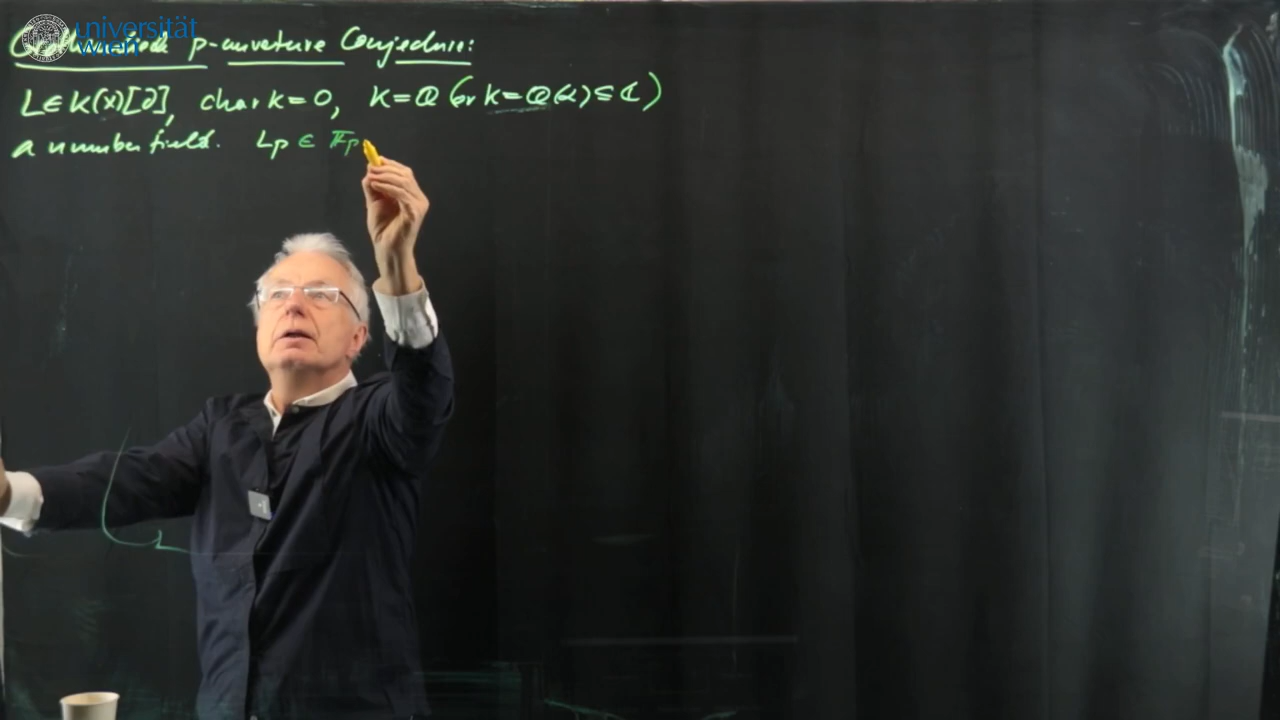 universität
wien
p-curvature Conjecture:
L∈K(x)[∂], char k=0, K=ℚ (or k=ℚ(α)⊆ℂ)
a number field. Lp ∈ 𝔽p